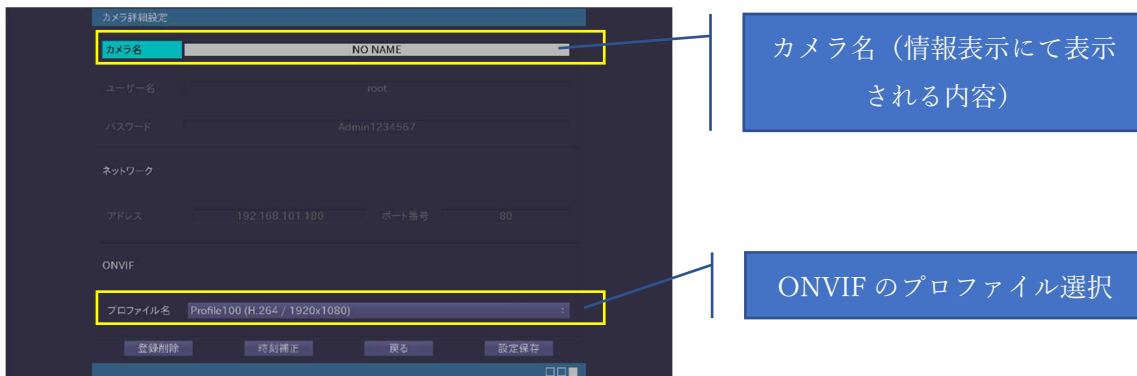 カメラ詳細設定
カメラ名 NO NAME
ユーザー名 root
パスワード Admin1234567
ネットワーク
アドレス 192.168.101.180 ポート番号 80
ONVIF
プロファイル名 Profile100 (H.264 / 1920x1080)
登録削除 時刻補正 戻る 設定保存
カメラ名（情報表示にて表示
される内容）
ONVIF のプロファイル選択